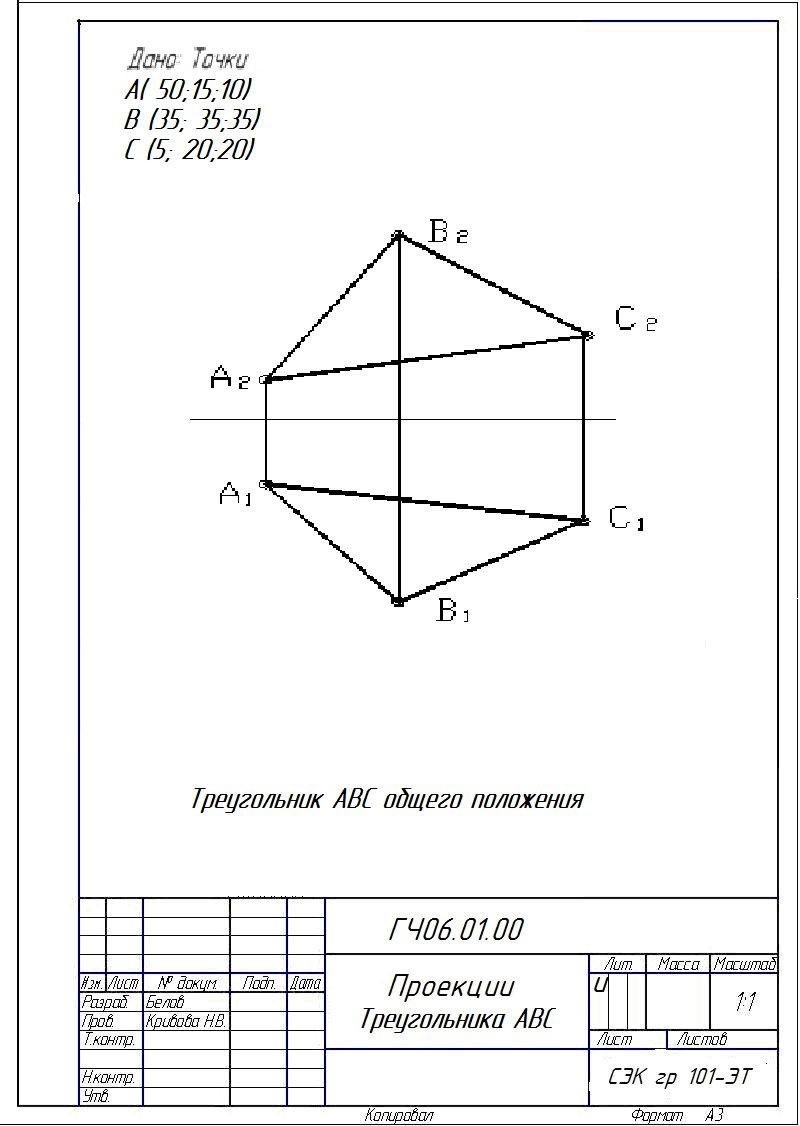 Дано: Точки
А( 50;15;10)
В (35; 35;35)
С (5; 20;20)
B2
C2
A2
A1
C1
B1
Треугольник АВС общего положения
ГЧ06.01.00
Лит. Масса Масштаб
Изм. Лист № докум. Подп. Дата
Проекции
и
Разраб. Белов
1:1
Пров. Кривова Н.В.
Треугольника АВС
Т.контр.
Лист Листов
Н.контр.
СЭК гр 101-ЭТ
Утв.
Копировал Формат А3